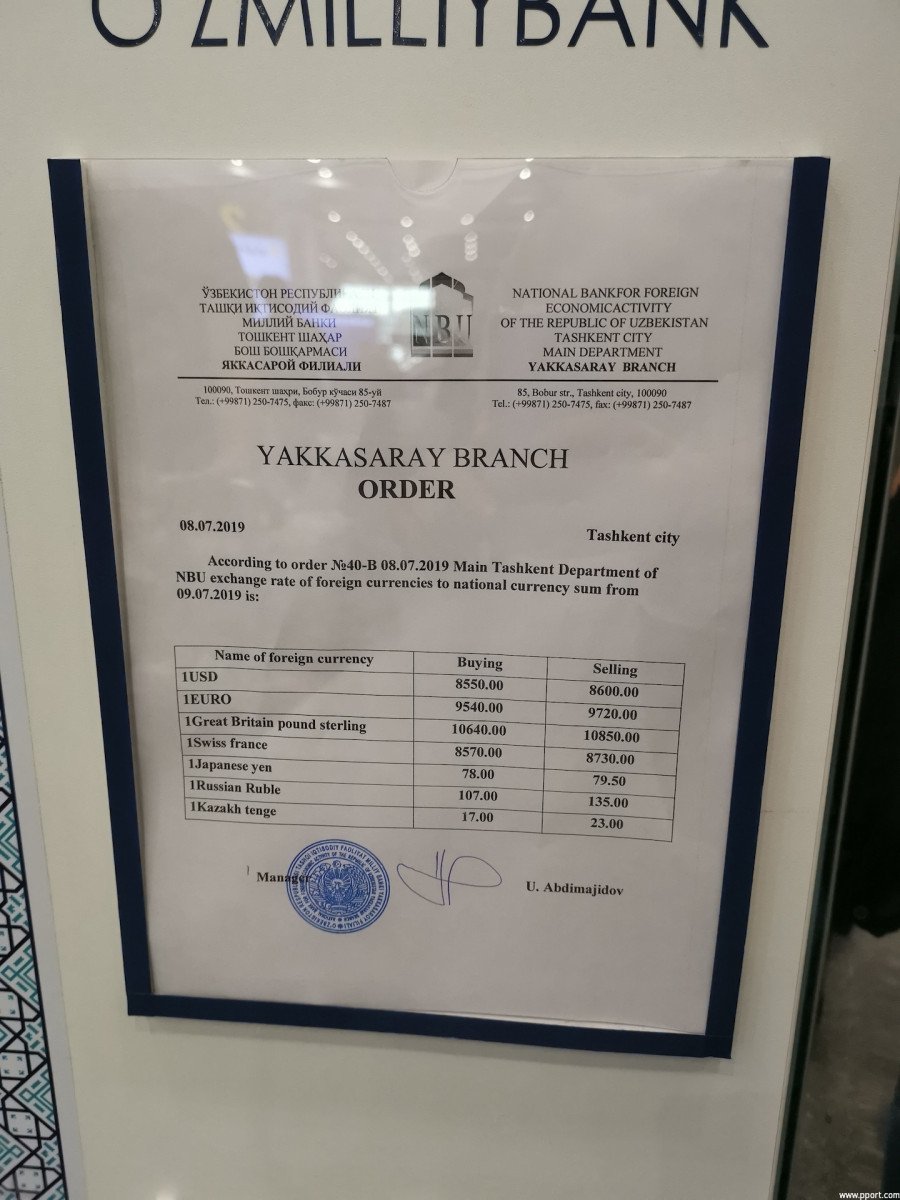 O'ZMILLIYBANK
ЎЗБЕКИСТОН
ТАШҚИ ИҚТИСОДИЙ
МИЛЛИЙ БАНКИ
ТОШКЕНТ ШАҲАР
БОШ БОШҚАРМАСИ
ЯККАСАРОЙ ФИЛИАЛИ
NBU
NATIONAL BANKFOR FOREIGN
ECONOMICACTIVITY
OF THE REPUBLIC OF UZBEKISTAN
TASHKENT CITY
MAIN DEPARTMENT
YAKKASARAY BRANCH
100090, Тошкент шаҳри, Бобур кўчаси 85-уй
Тел.: (+99871) 250-7475, факс: (+99871) 250-7487
85, Bobur str., Tashkent city, 100090
Tel.: (+99871) 250-7475, fax: (+99871) 250-7487
YAKKASARAY BRANCH
ORDER
08.07.2019
Tashkent city
According to order №40-B 08.07.2019 Main Tashkent Department of
NBU exchange rate of foreign currencies to national currency sum from
09.07.2019 is:
Name of foreign currency Buying Selling
1USD 8550.00 8600.00
1EURO 9540.00 9720.00
1Great Britain pound sterling 10640.00 10850.00
1Swiss france 8570.00 8730.00
1Japanese yen 78.00 79.50
1Russian Ruble 107.00 135.00
1Kazakh tenge 17.00 23.00
Manager U. Abdimajidov
www.pport.com